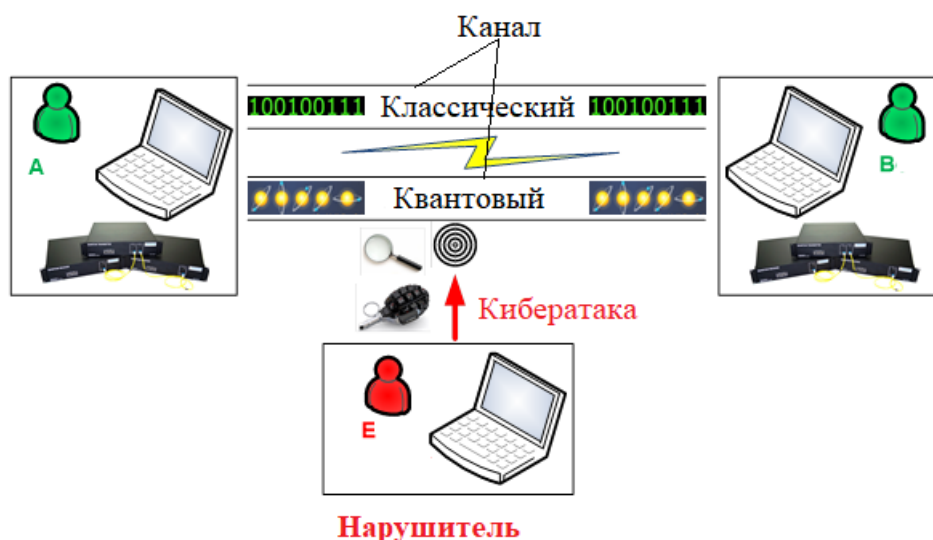 Канал
100100111 Классический 100100111
A
B
Квантовый
Кибератака
E
Нарушитель